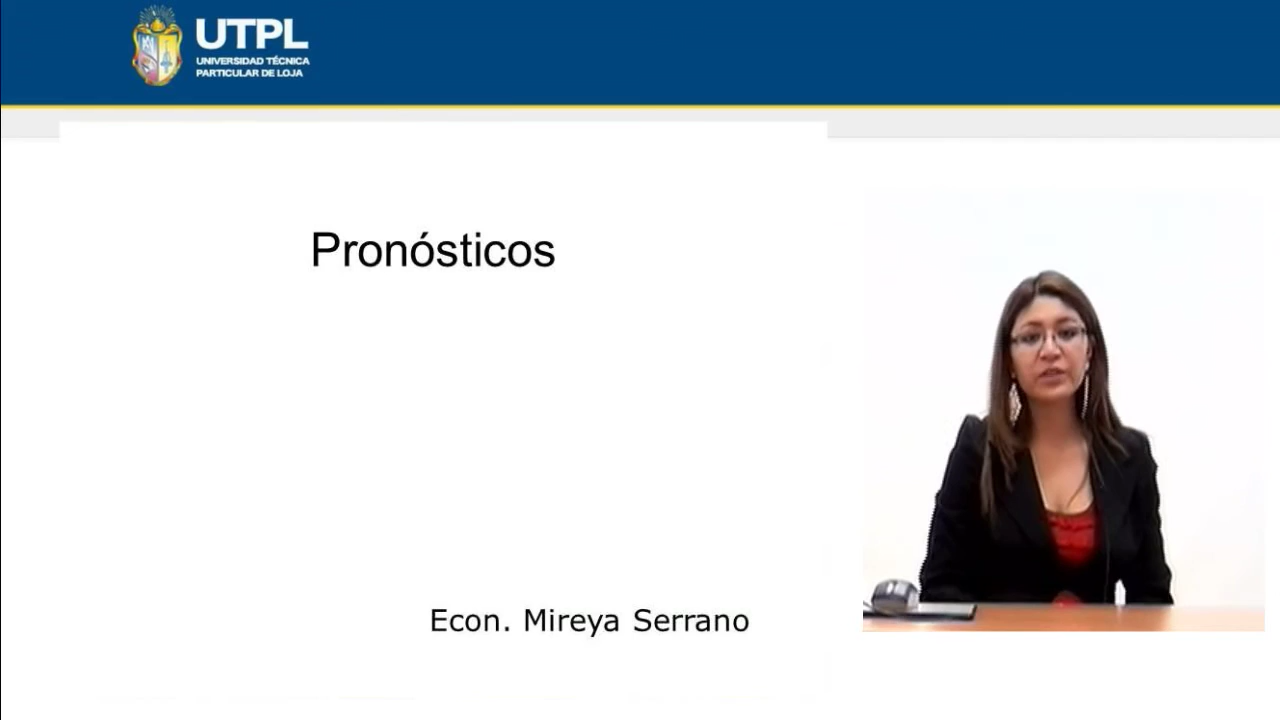 UTPL
UNIVERSIDAD TÉCNICA
PARTICULAR DE LOJA
Pronósticos
Econ. Mireya Serrano